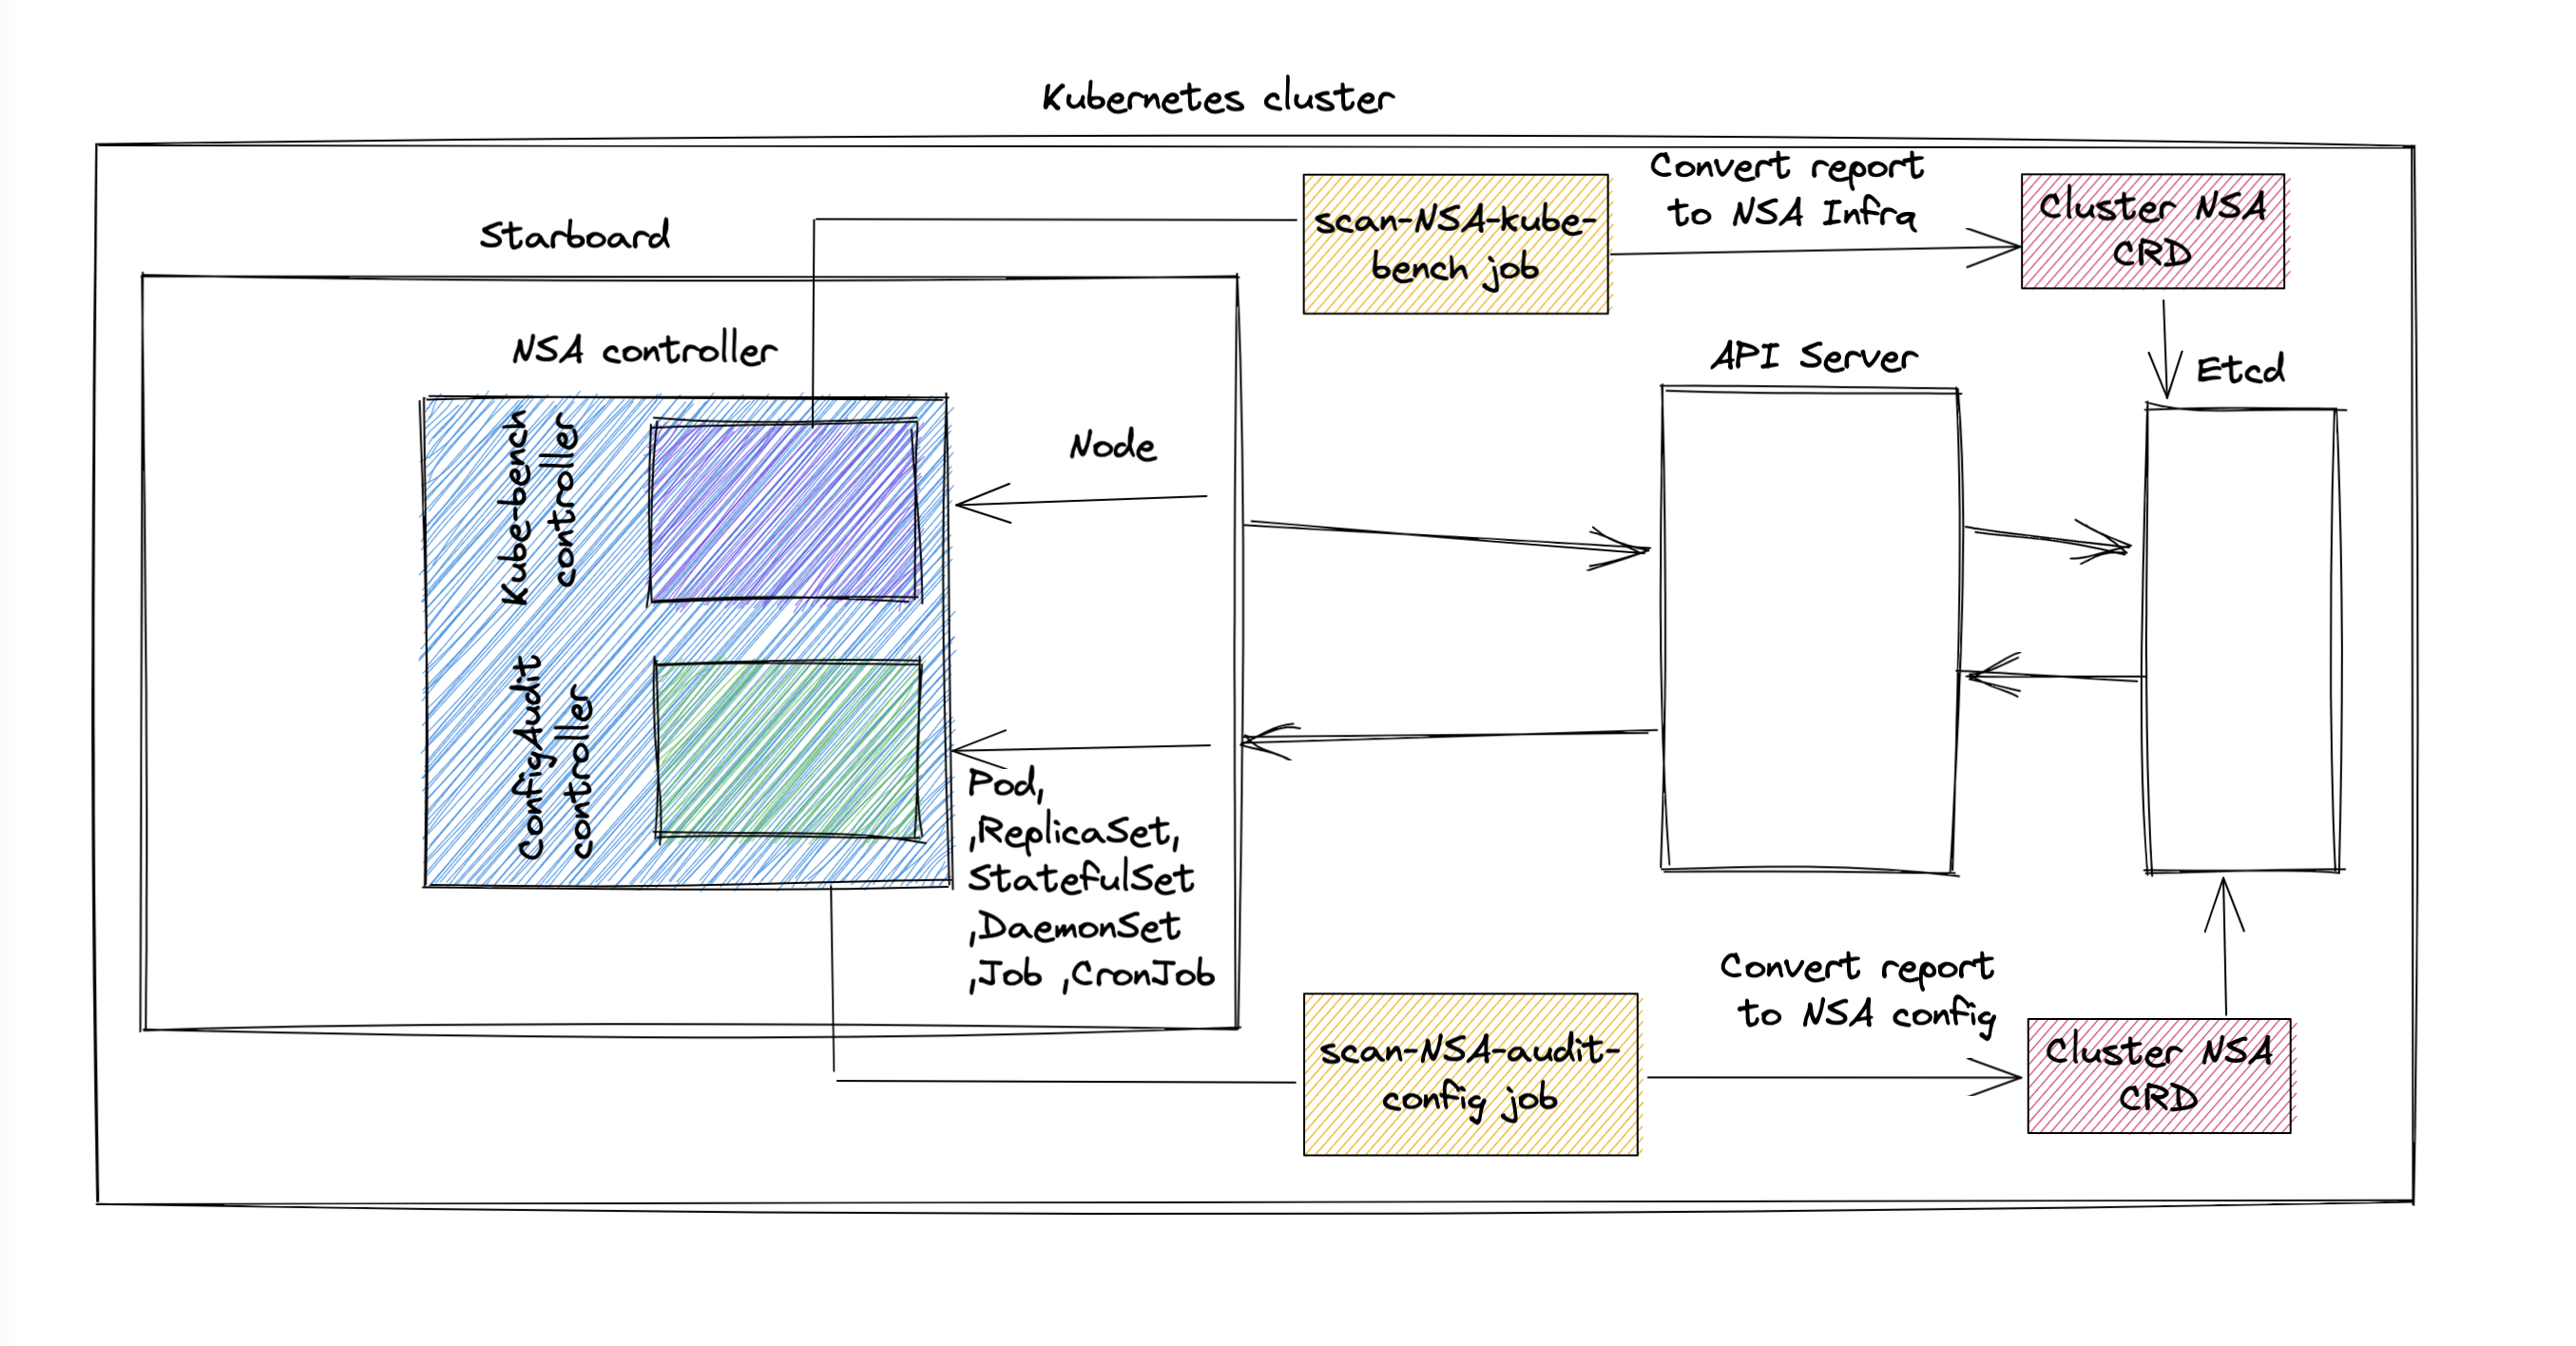 Kubernetes cluster
Starboard
NSA controller
Kube-bench
controller
ConfigAudit
controller
Node
Pod,
,ReplicaSet,
StatefulSet
,DaemonSet
,Job ,CronJob
scan-NSA-kube-
bench job
Convert report
to NSA Infra
Cluster NSA
CRD
API Server
Etcd
scan-NSA-audit-
config job
Convert report
to NSA config
Cluster NSA
CRD